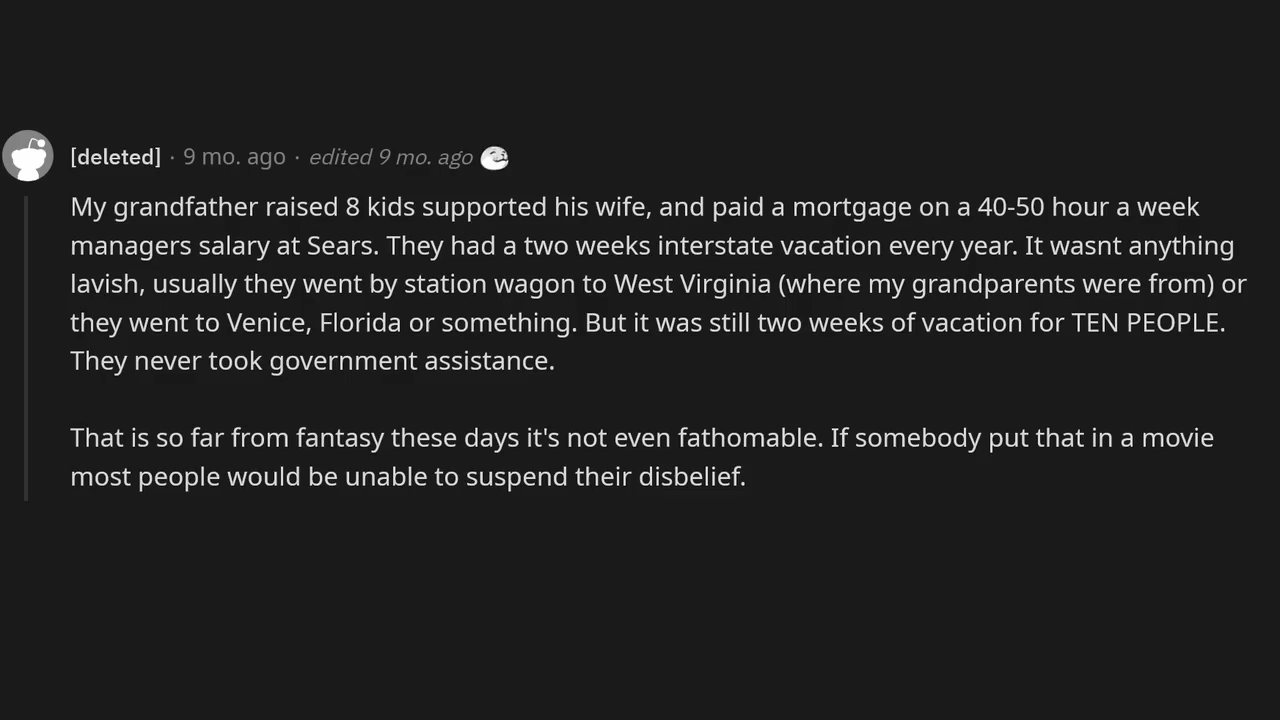 [deleted] · 9 mo. ago · edited 9 mo. ago
My grandfather raised 8 kids supported his wife, and paid a mortgage on a 40-50 hour a week
managers salary at Sears. They had a two weeks interstate vacation every year. It wasnt anything
lavish, usually they went by station wagon to West Virginia (where my grandparents were from) or
they went to Venice, Florida or something. But it was still two weeks of vacation for TEN PEOPLE.
They never took government assistance.
That is so far from fantasy these days it's not even fathomable. If somebody put that in a movie
most people would be unable to suspend their disbelief.